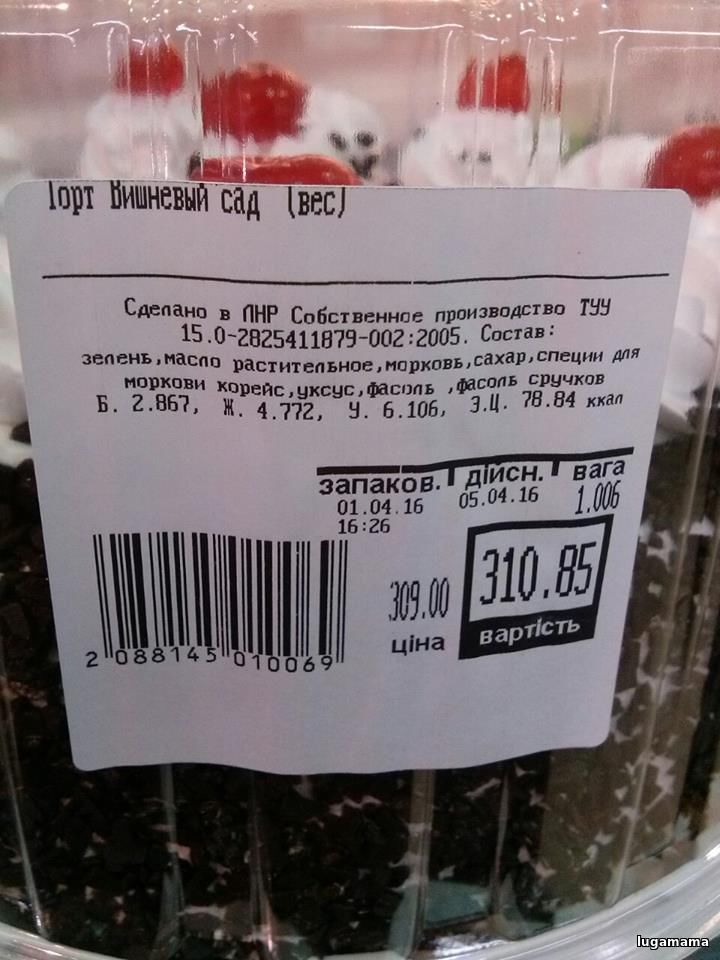 Торт Вишневый сад (вес)
Сделано в ЛНР Собственное производство ТУУ
15.0-2825411879-002:2005. Состав:
зелень,масло растительное,морковь,сахар,специи для
моркови корейс,уксус,фасоль ,фасоль сручков
Б. 2.867, Ж. 4.772, У. 6.106, Э.Ц. 78.84 ккал
запаков. дійсн. вага
01.04.16 05.04.16 1.006
16:26
309.00 310.85
ціна вартість
2 088145 010069
lugamama